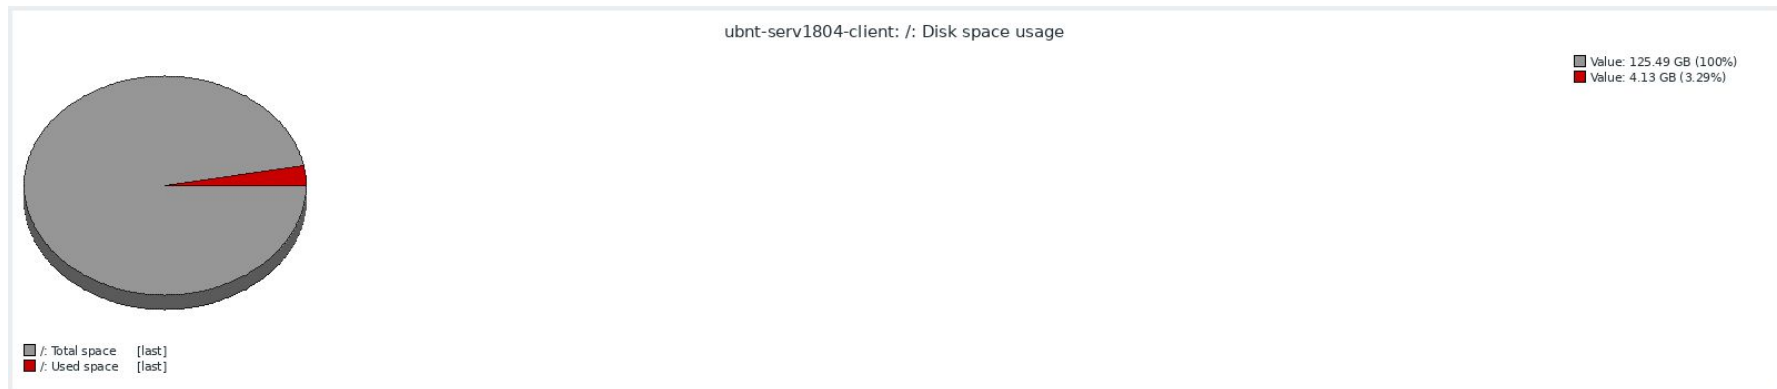 ubnt-serv1804-client: /: Disk space usage
Value: 125.49 GB (100%)
Value: 4.13 GB (3.29%)
/: Total space [last]
/: Used space [last]